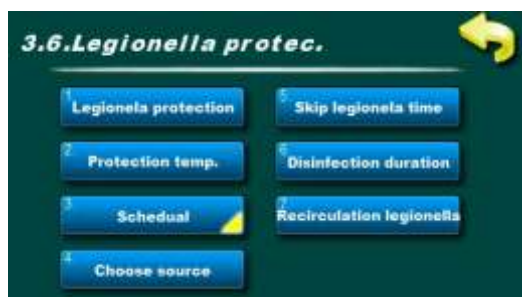 3.6.Legionella protec.
1
Legionela protection
2
Protection temp.
3
Schedual
4
Choose source
5
Skip legionela time
6
Disinfection duration
7
Recirculation legionella